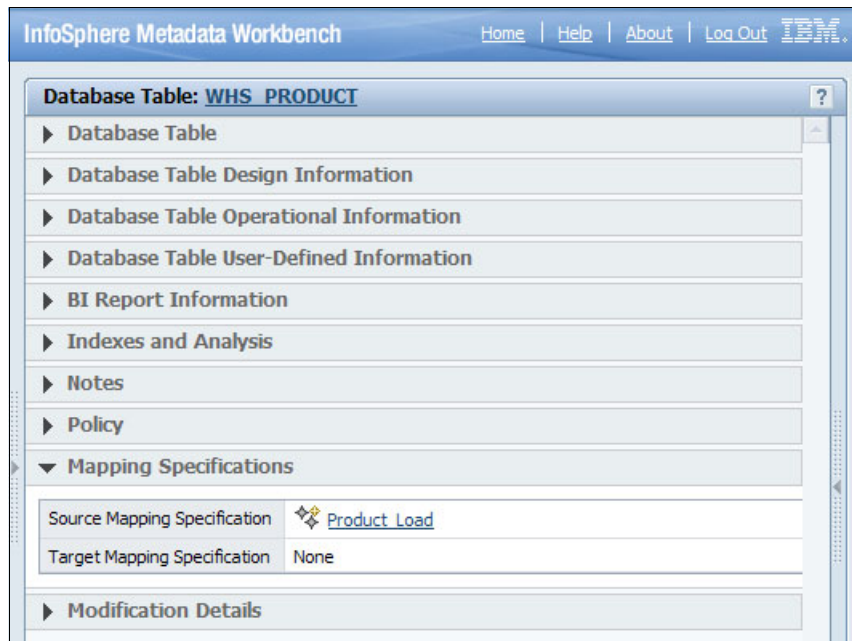 InfoSphere Metadata Workbench Home | Help | About | Log Out IBM.
Database Table: WHS_PRODUCT ?
Database Table
Database Table Design Information
Database Table Operational Information
Database Table User-Defined Information
BI Report Information
Indexes and Analysis
Notes
Policy
Mapping Specifications
Source Mapping Specification Product_Load
Target Mapping Specification None
Modification Details